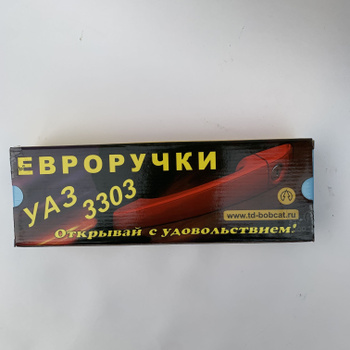 ЕВРОРУЧКИ
УАЗ 3303
www.td-bobcat.ru
Открывай с удовольствием!